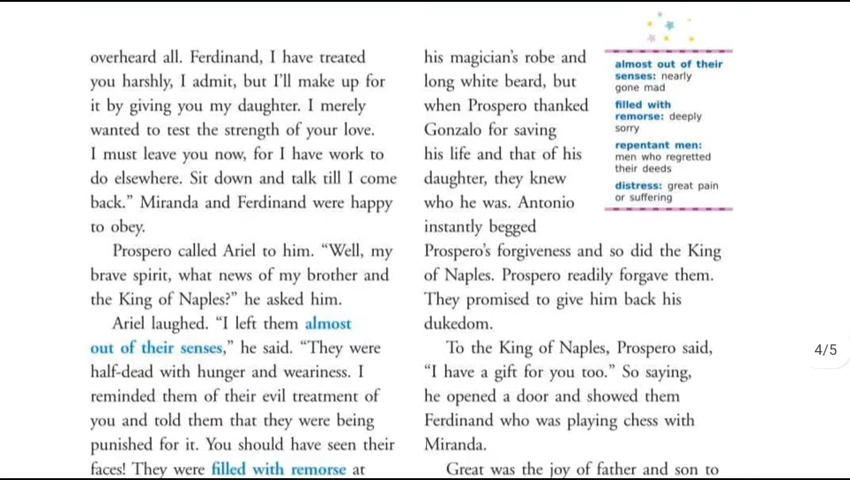 overheard all. Ferdinand, I have treated
you harshly, I admit, but I'll make up for
it by giving you my daughter. I merely
wanted to test the strength of your love.
I must leave you now, for I have work to
do elsewhere. Sit down and talk till I come
back.” Miranda and Ferdinand were happy
to obey.
Prospero called Ariel to him. “Well, my
brave spirit, what news of my brother and
the King of Naples?” he asked him.
Ariel laughed. “I left them almost
out of their senses,” he said. “They were
half-dead with hunger and weariness. I
reminded them of their evil treatment of
you and told them that they were being
punished for it. You should have seen their
faces! They were filled with remorse at
his magician's robe and
long white beard, but
when Prospero thanked
Gonzalo for saving
his life and that of his
daughter, they knew
who he was. Antonio
instantly begged
Prospero's forgiveness and so did the King
of Naples. Prospero readily forgave them.
They promised to give him back his
dukedom.
To the King of Naples, Prospero said,
“I have a gift for you too.” So saying,
he opened a door and showed them
Ferdinand who was playing chess with
Miranda.
Great was the joy of father and son to
almost out of their
senses: nearly
gone mad
filled with
remorse: deeply
sorry
repentant men:
men who regretted
their deeds
distress: great pain
or suffering
4/5